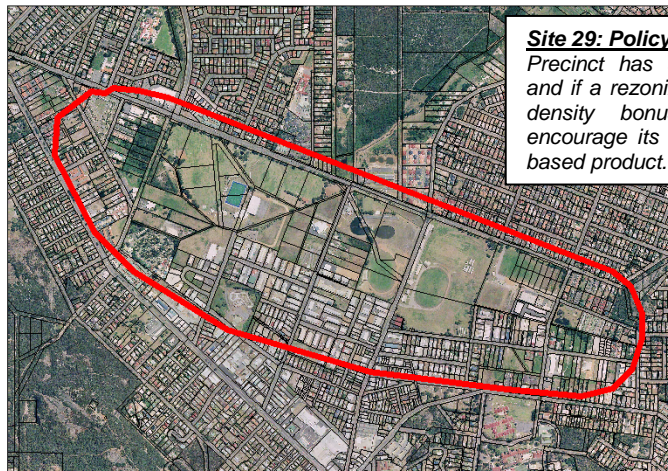 Site 29: Policy
Precinct has
and if a rezoni
density bonu
encourage its
based product.